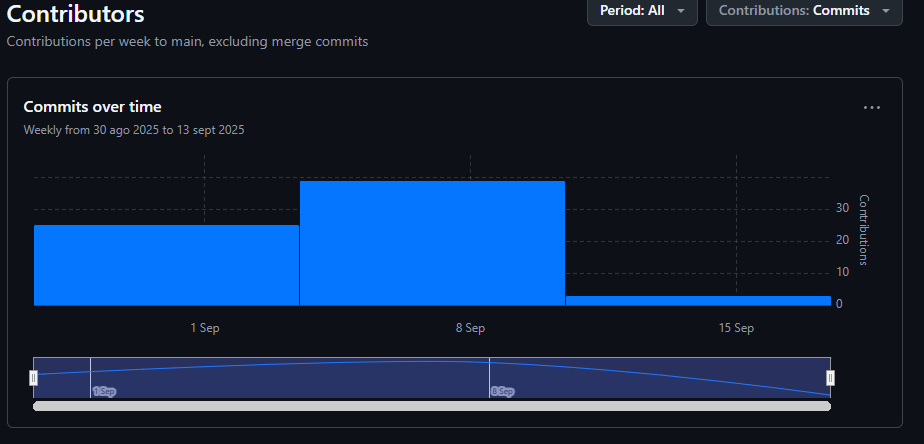 Contributors
Period: All
Contributions: Commits
Contributions per week to main, excluding merge commits
Commits over time
Weekly from 30 ago 2025 to 13 sept 2025
30
20
10
0
Contributions
1 Sep
8 Sep
15 Sep
1 Sep
8 Sep